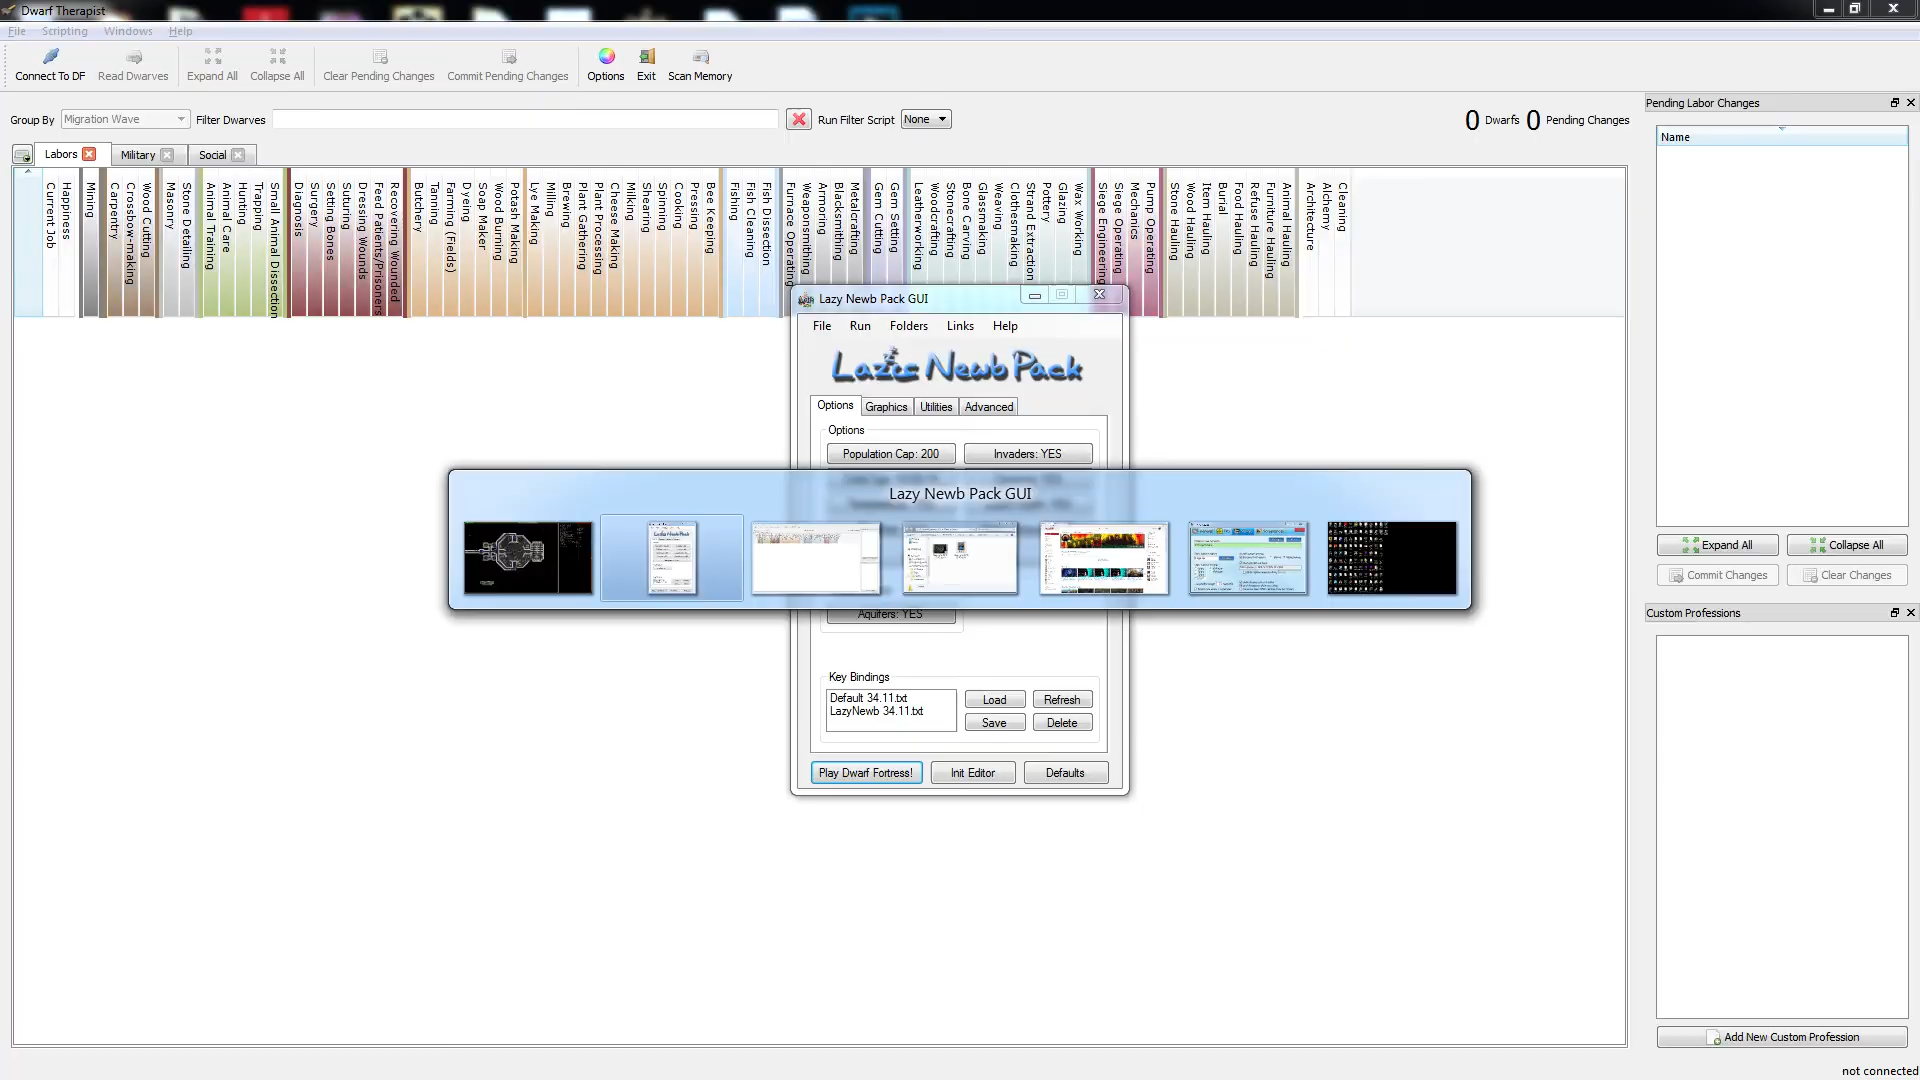 Dwarf Therapist
File Scripting Windows Help
Connect To DF Read Dwarves Expand All Collapse All Clear Pending Changes Commit Pending Changes Options Exit Scan Memory
Group By Migration Wave Filter Dwarves Run Filter Script None 0 Dwarfs 0 Pending Changes
Labors Military Social
Current Job
Happiness
Mining
Carpentry
Crossbow-making
Wood Cutting
Masonry
Stone Detailing
Animal Training
Animal Care
Hunting
Trapping
Small Animal Dissection
Diagnosis
Surgery
Setting Bones
Suturing
Dressing Wounds
Feed Patients/Prisoners
Recovering Wounded
Butchery
Tanning
Farming (Fields)
Dyeing
Soap Maker
Wood Burning
Potash Making
Lye Making
Milling
Brewing
Plant Gathering
Plant Processing
Cheese Making
Milking
Shearing
Spinning
Cooking
Pressing
Bee Keeping
Fishing
Fish Cleaning
Fish Dissection
Furnace Operating
Weaponsmithing
Armoring
Blacksmithing
Metalcrafting
Gem Cutting
Gem Setting
Leatherworking
Woodcrafting
Stonecrafting
Bone Carving
Glassmaking
Weaving
Clothesmaking
Strand Extraction
Pottery
Glazing
Wax Working
Siege Engineering
Siege Operating
Mechanics
Pump Operating
Stone Hauling
Wood Hauling
Item Hauling
Burial
Food Hauling
Refuse Hauling
Furniture Hauling
Animal Hauling
Architecture
Alchemy
Cleaning
Lazy Newb Pack GUI
File Run Folders Links Help
Lazy Newb Pack
Options Graphics Utilities Advanced
Options
Population Cap: 200 Invaders: YES
Lazy Newb Pack GUI
Aquifers: YES
Key Bindings
Default 34.11.txt
LazyNewb 34.11.txt
Load Refresh
Save Delete
Play Dwarf Fortress! Init Editor Defaults
Pending Labor Changes
Name
Expand All Collapse All
Commit Changes Clear Changes
Custom Professions
Add New Custom Profession
not connected